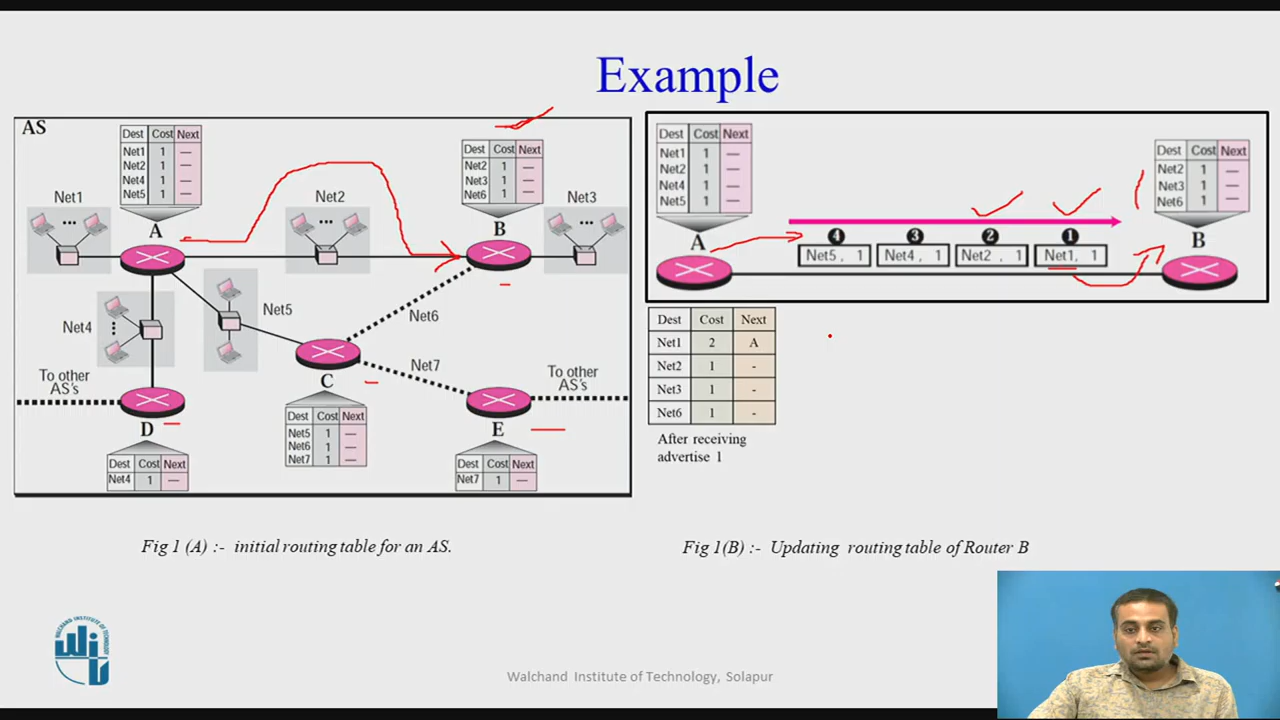 Example
AS
Dest Cost Next
Net1 1 —
Net2 1 —
Net4 1 —
Net5 1 —
Dest Cost Next
Net2 1 —
Net3 1 —
Net6 1 —
Net1
Net2
Net3
A
B
Net5
Net4
Net6
To other
AS's
Net7
To other
AS's
C
D
E
Dest Cost Next
Net5 1 —
Net6 1 —
Net7 1 —
Dest Cost Next
Net4 1 —
Dest Cost Next
Net7 1 —
Fig 1 (A) :- initial routing table for an AS.
Dest Cost Next
Net1 1 —
Net2 1 —
Net4 1 —
Net5 1 —
Dest Cost Next
Net2 1 —
Net3 1 —
Net6 1 —
A
4 3 2 1
B
Net5 , 1 Net4 , 1 Net2 , 1 Net1, 1
Dest Cost Next
Net1 2 A
Net2 1 -
Net3 1 -
Net6 1 -
After receiving
advertise 1
Fig 1(B) :- Updating routing table of Router B
WALCHAND INSTITUTE OF TECHNOLOGY
Walchand Institute of Technology, Solapur